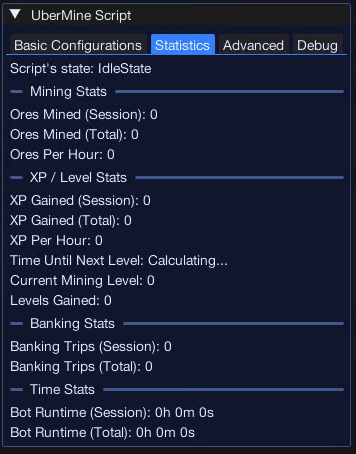 UberMine Script
Basic Configurations Statistics Advanced Debug
Script's state: IdleState
Mining Stats
Ores Mined (Session): 0
Ores Mined (Total): 0
Ores Per Hour: 0
XP / Level Stats
XP Gained (Session): 0
XP Gained (Total): 0
XP Per Hour: 0
Time Until Next Level: Calculating...
Current Mining Level: 0
Levels Gained: 0
Banking Stats
Banking Trips (Session): 0
Banking Trips (Total): 0
Time Stats
Bot Runtime (Session): 0h 0m 0s
Bot Runtime (Total): 0h 0m 0s